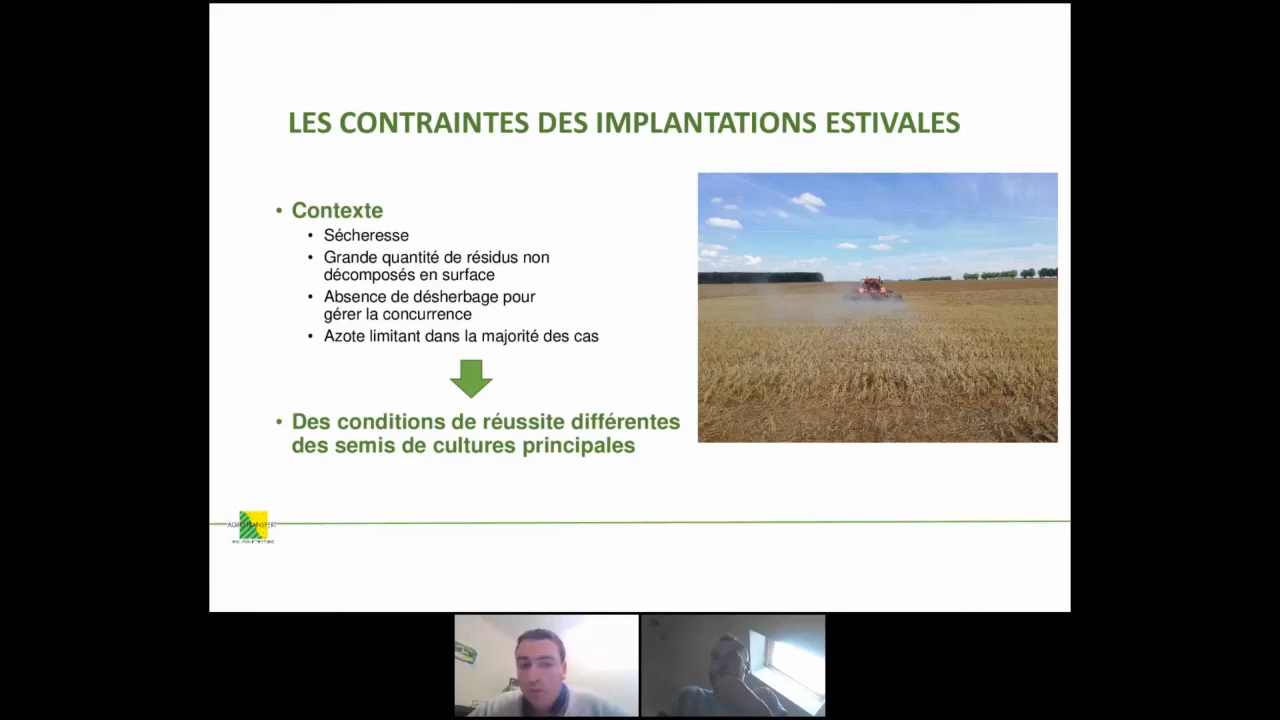 LES CONTRAINTES DES IMPLANTATIONS ESTIVALES
• Contexte
• Sécheresse
• Grande quantité de résidus non
décomposés en surface
• Absence de désherbage pour
gérer la concurrence
• Azote limitant dans la majorité des cas
• Des conditions de réussite différentes
des semis de cultures principales